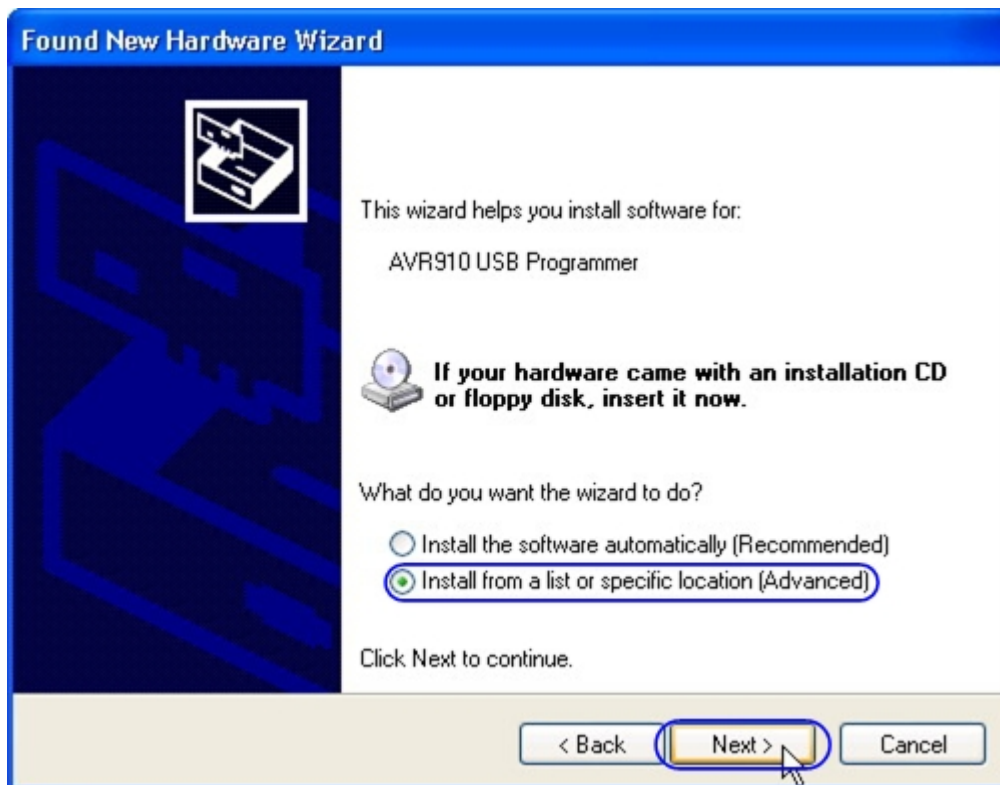 Found New Hardware Wizard
This wizard helps you install software for:
AVR910 USB Programmer
If your hardware came with an installation CD
or floppy disk, insert it now.
What do you want the wizard to do?
Install the software automatically (Recommended)
Install from a list or specific location (Advanced)
Click Next to continue.
< Back
Next >
Cancel